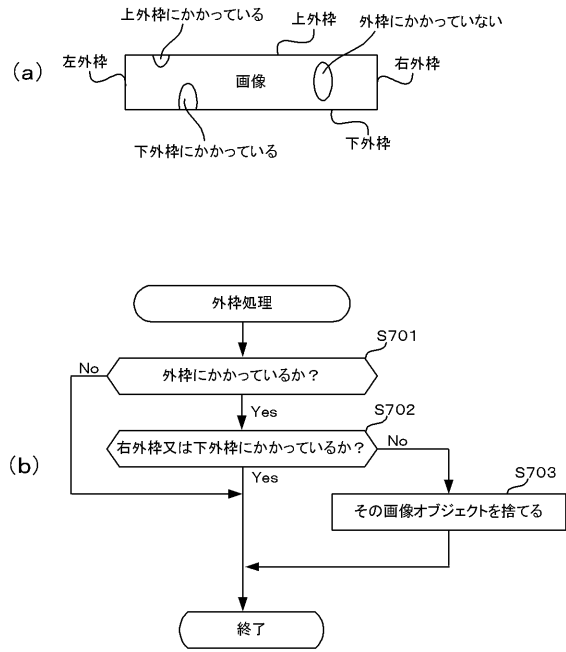 上外枠にかかっている
上外枠
外枠にかかっていない
(a)
左外枠
画像
右外枠
下外枠にかかっている
下外枠
外枠処理
S701
No
外枠にかかっているか？
Yes
S702
(b)
右外枠又は下外枠にかかっているか？
No
Yes
S703
その画像オブジェクトを捨てる
終了